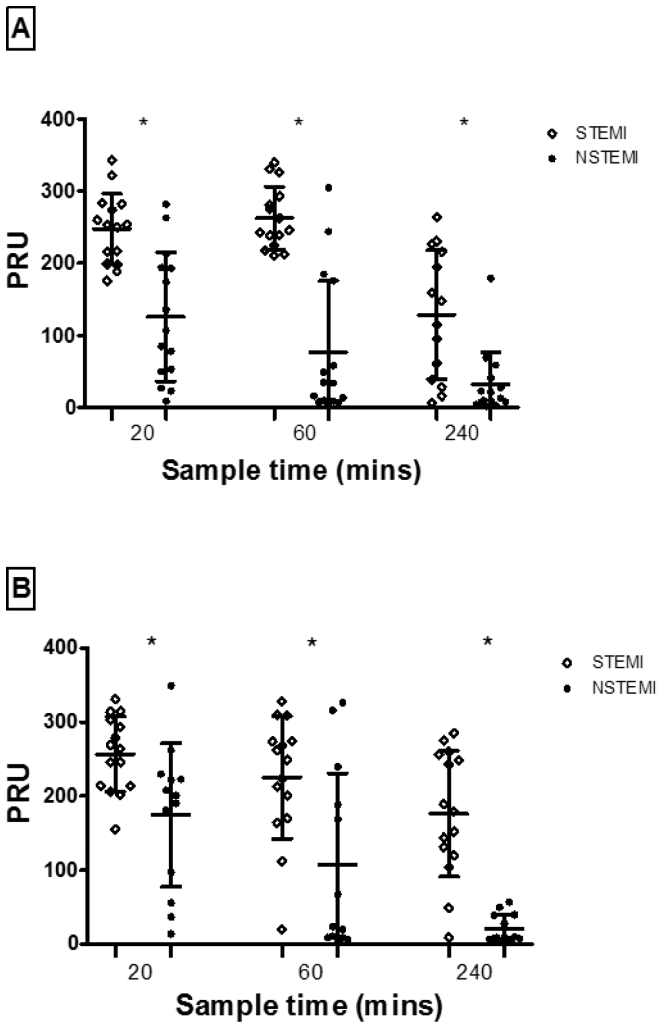 A
400
300
200
100
0
PRU
* * *
STEMI
NSTEMI
20 60 240
Sample time (mins)
B
400
300
200
100
0
PRU
* * *
STEMI
NSTEMI
20 60 240
Sample time (mins)